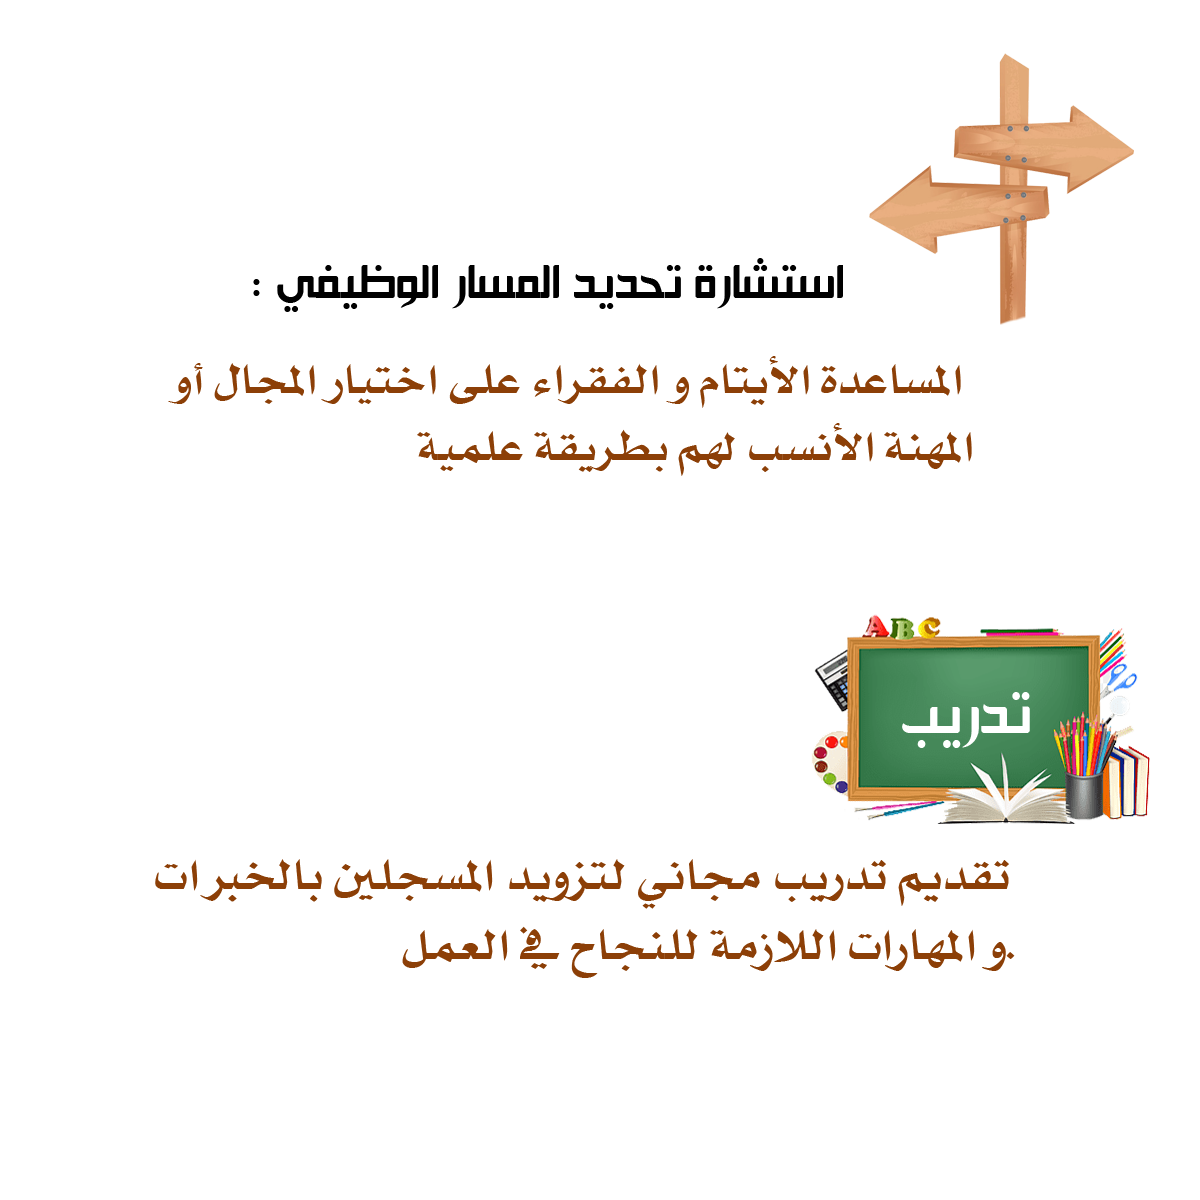 استشارة تحديد المسار الوظيفي :
المساعدة الأيتام و الفقراء على اختيار المجال أو
المهنة الأنسب لهم بطريقة علمية
ABC
تدريب
تقديم تدريب مجاني لتزويد المسجلين بالخبرات
.و المهارات اللازمة للنجاح في العمل